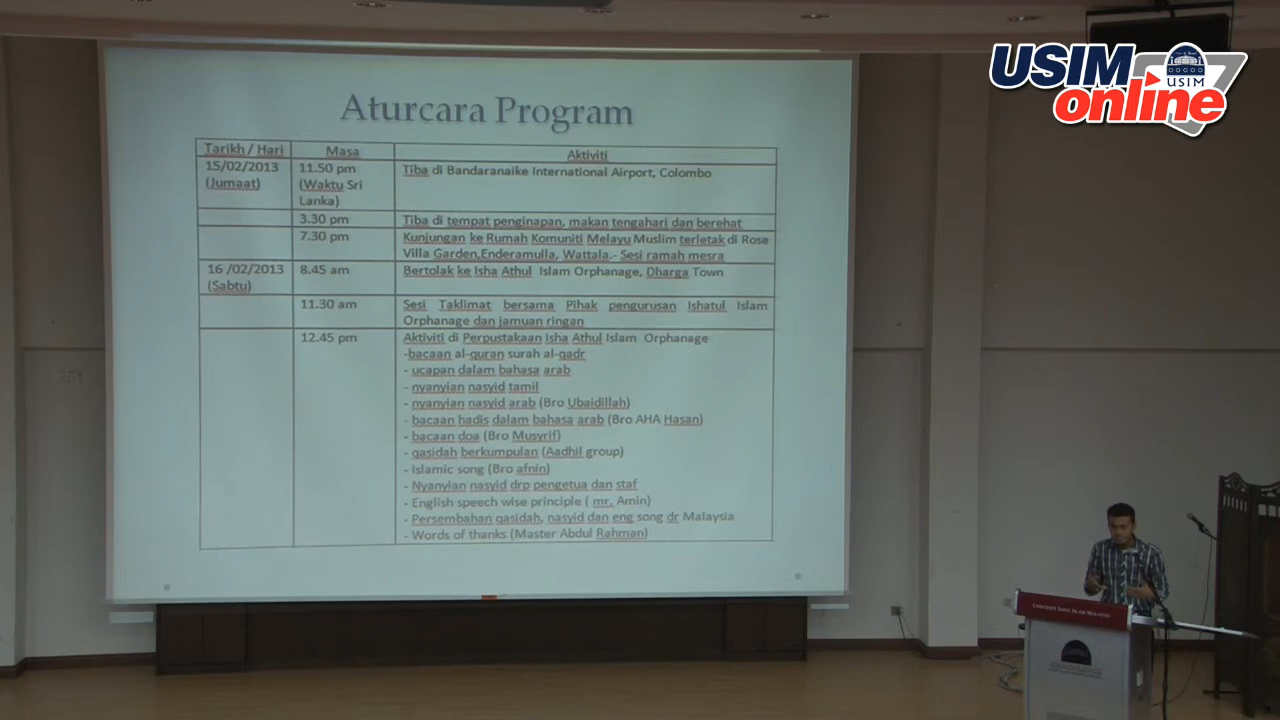 USIM
online
USIM
Aturcara Program
Tarikh / Hari Masa Aktiviti
15/02/2013 (Jumaat) 11.50 pm (Waktu Sri Lanka) Tiba di Bandaranaike International Airport, Colombo
3.30 pm Tiba di tempat penginapan, makan tengahari dan berehat
7.30 pm Kunjungan ke Rumah Komuniti Melayu Muslim terletak di Rose
Villa Garden,Enderamulla, Wattala.- Sesi ramah mesra
16 /02/2013 (Sabtu) 8.45 am Bertolak ke Isha Athul Islam Orphanage, Dharga Town
11.30 am Sesi Taklimat bersama Pihak pengurusan Ishatul Islam
Orphanage dan jamuan ringan
12.45 pm Aktiviti di Perpustakaan Isha Athul Islam Orphanage
-bacaan al-quran surah al-qadr
- ucapan dalam bahasa arab
- nyanyian nasyid tamil
- nyanyian nasyid arab (Bro Ubaidillah)
- bacaan hadis dalam bahasa arab (Bro AHA Hasan)
- bacaan doa (Bro Musyrif)
- qasidah berkumpulan (Aadhil group)
- Islamic song (Bro afnin)
- Nyanyian nasyid drp pengetua dan staf
- English speech wise principle ( mr. Amin)
- Persembahan qasidah, nasyid dan eng song dr Malaysia
- Words of thanks (Master Abdul Rahman)
Universiti Sains Islam Malaysia